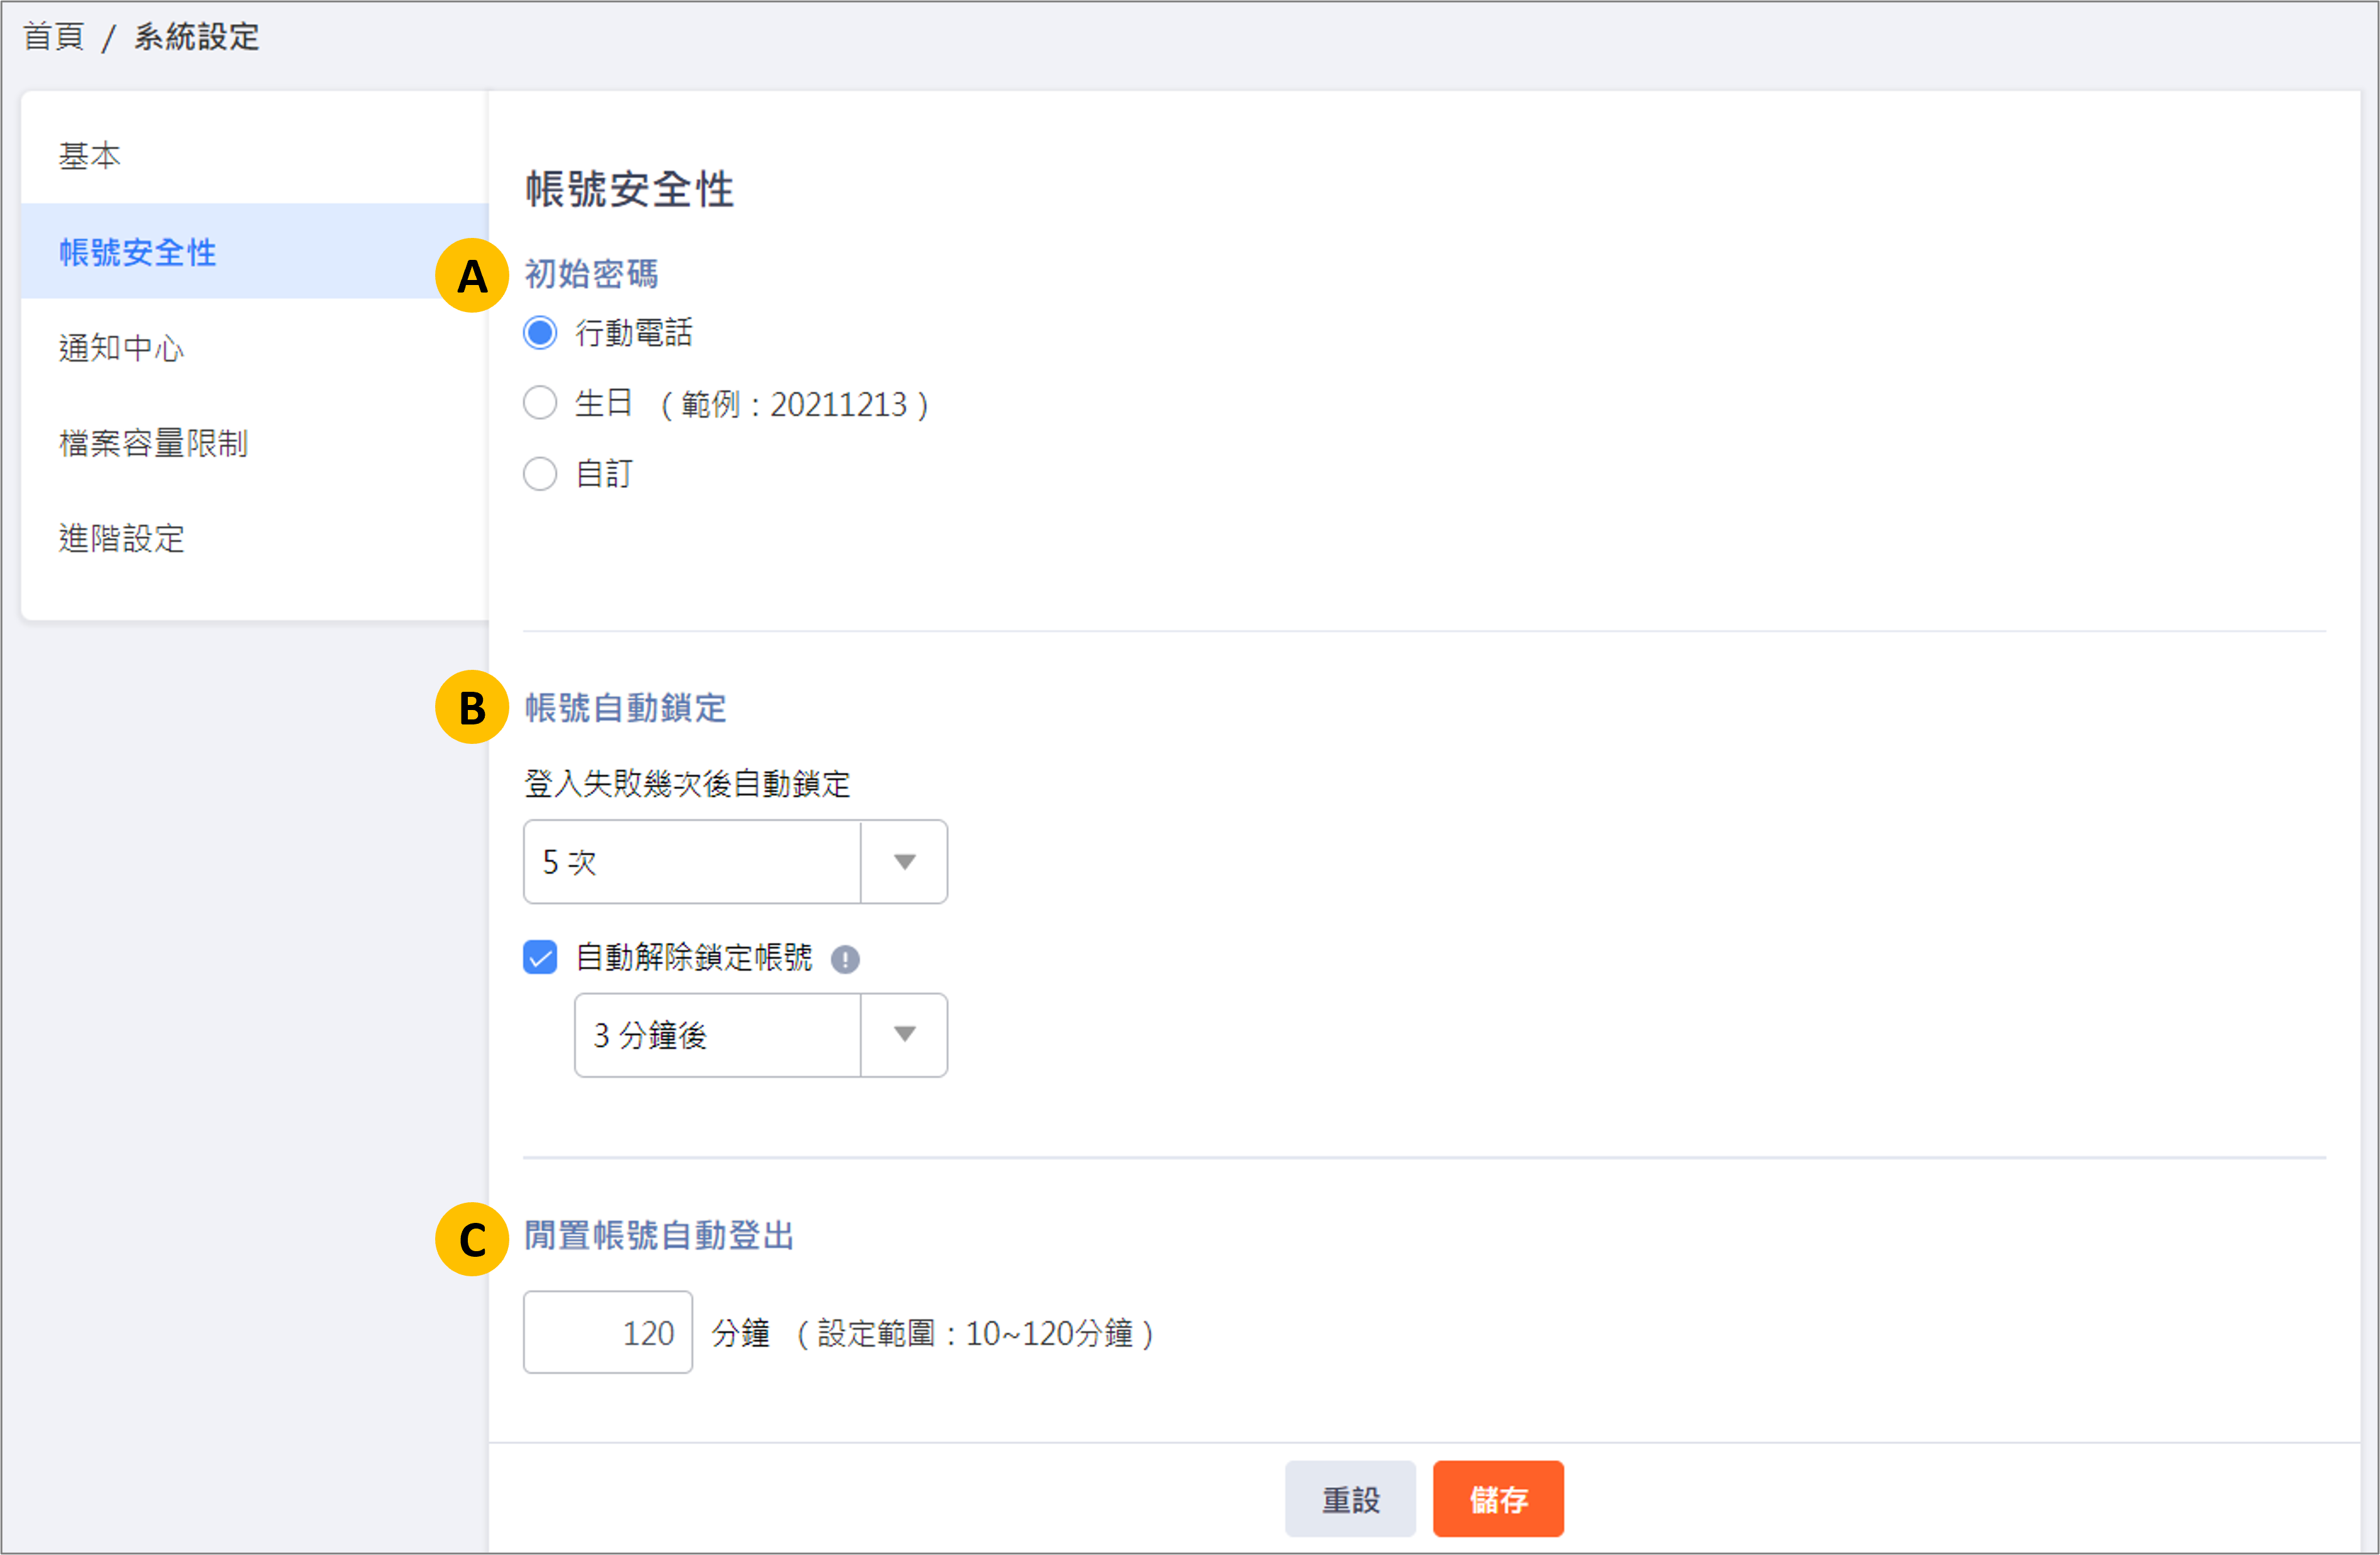 首頁 / 系統設定
基本
帳號安全性
通知中心
檔案容量限制
進階設定
帳號安全性
A 初始密碼
行動電話
生日 (範例：20211213)
自訂
B 帳號自動鎖定
登入失敗幾次後自動鎖定
5 次
自動解除鎖定帳號 !
3 分鐘後
C 閒置帳號自動登出
120 分鐘 (設定範圍：10~120分鐘)
重設 儲存